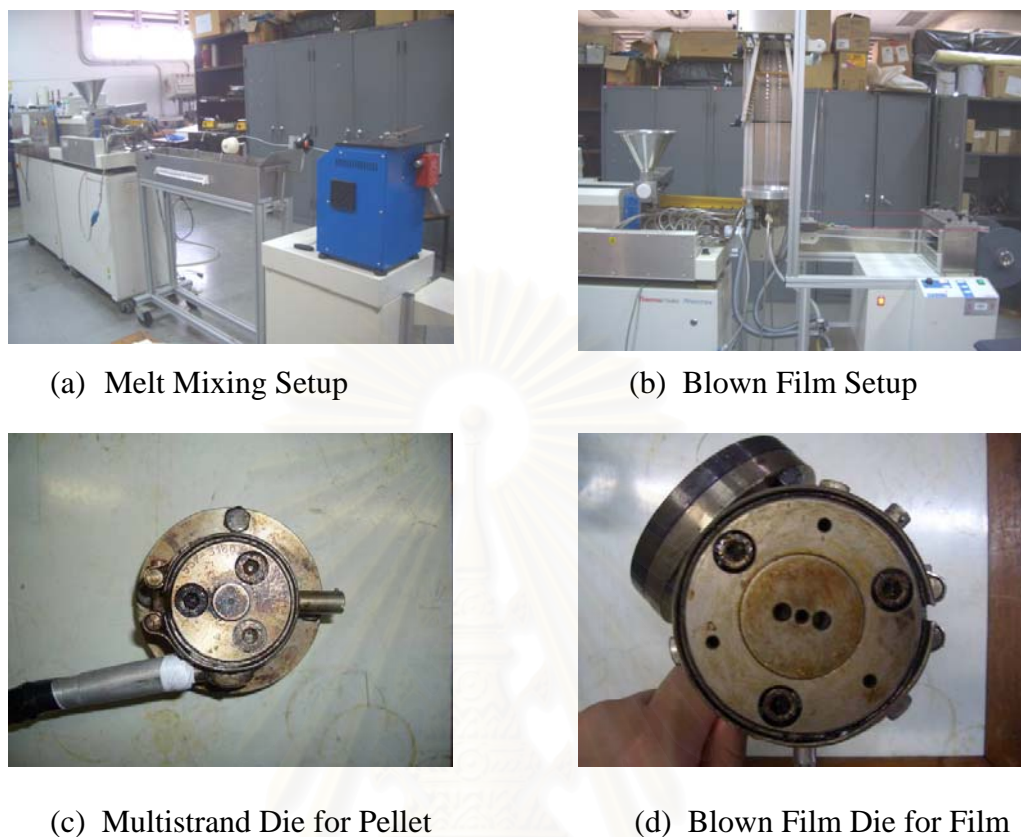 (a) Melt Mixing Setup
(b) Blown Film Setup
(c) Multistrand Die for Pellet
(d) Blown Film Die for Film